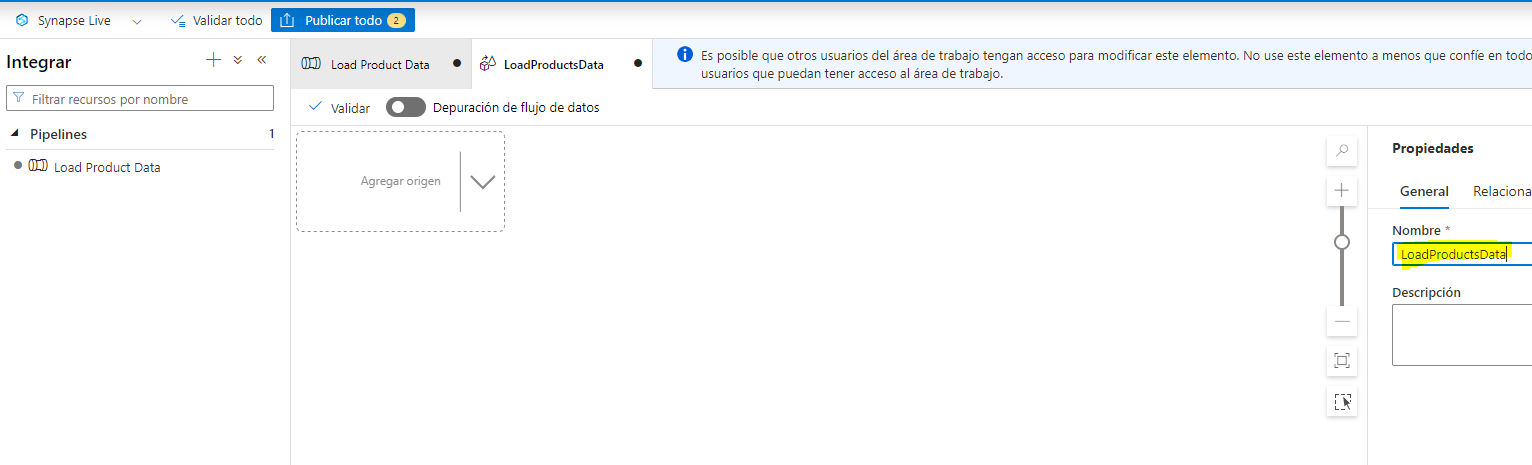 Synapse Live
Validar todo
Publicar todo 2
Integrar
Filtrar recursos por nombre
Pipelines 1
Load Product Data
Load Product Data
LoadProductsData
Es posible que otros usuarios del área de trabajo tengan acceso para modificar este elemento. No use este elemento a menos que confíe en todo
usuarios que puedan tener acceso al área de trabajo.
Validar
Depuración de flujo de datos
Agregar origen
Propiedades
General Relaciona
Nombre *
LoadProductsData
Descripción